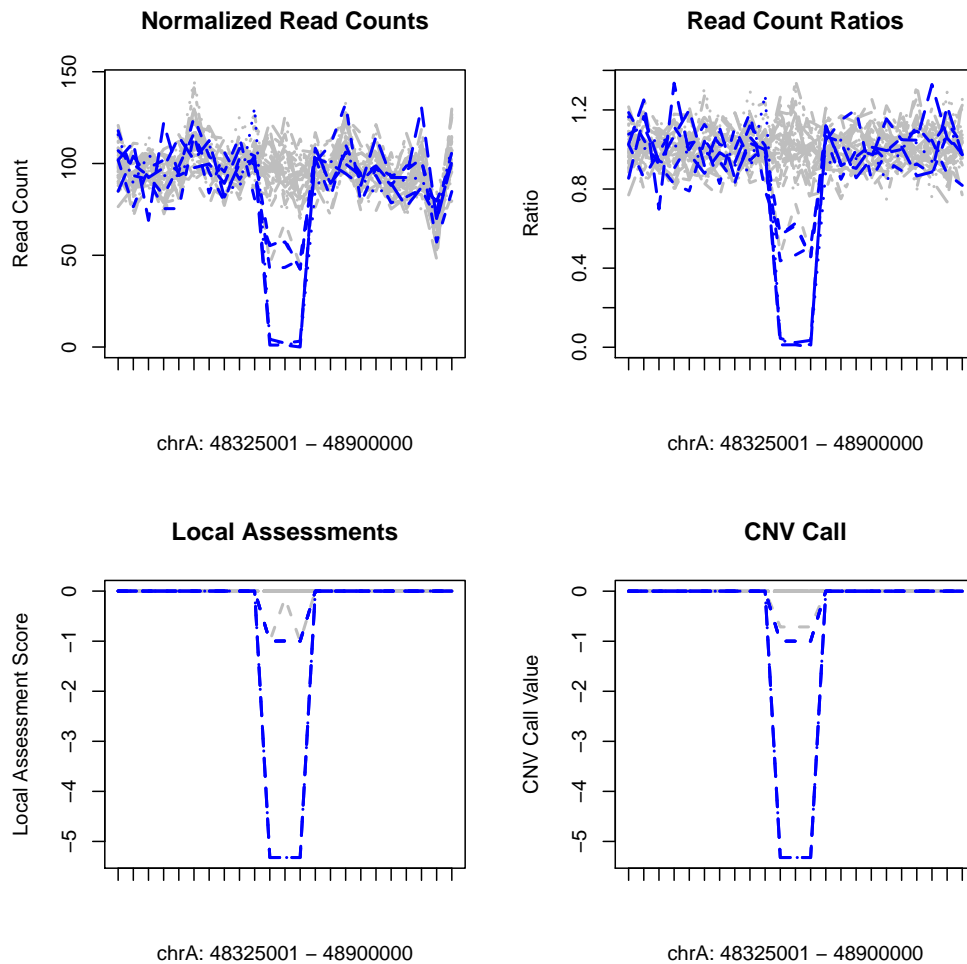 Normalized Read Counts
Read Count
150
100
50
0
chrA: 48325001 − 48900000
Read Count Ratios
Ratio
1.2
0.8
0.4
0.0
chrA: 48325001 − 48900000
Local Assessments
Local Assessment Score
0
−1
−2
−3
−4
−5
chrA: 48325001 − 48900000
CNV Call
CNV Call Value
0
−1
−2
−3
−4
−5
chrA: 48325001 − 48900000